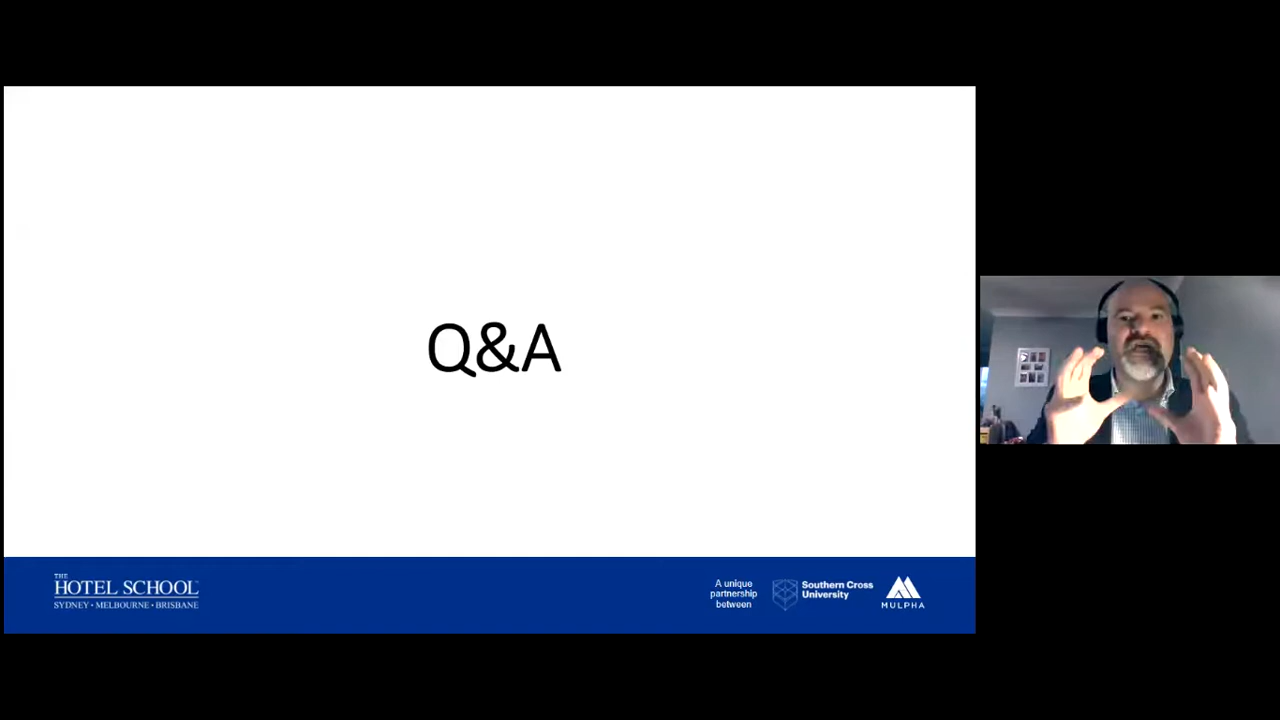 Q&A
THE
HOTEL SCHOOL
SYDNEY • MELBOURNE • BRISBANE
A unique
partnership
between
Southern Cross
University
MULPHA